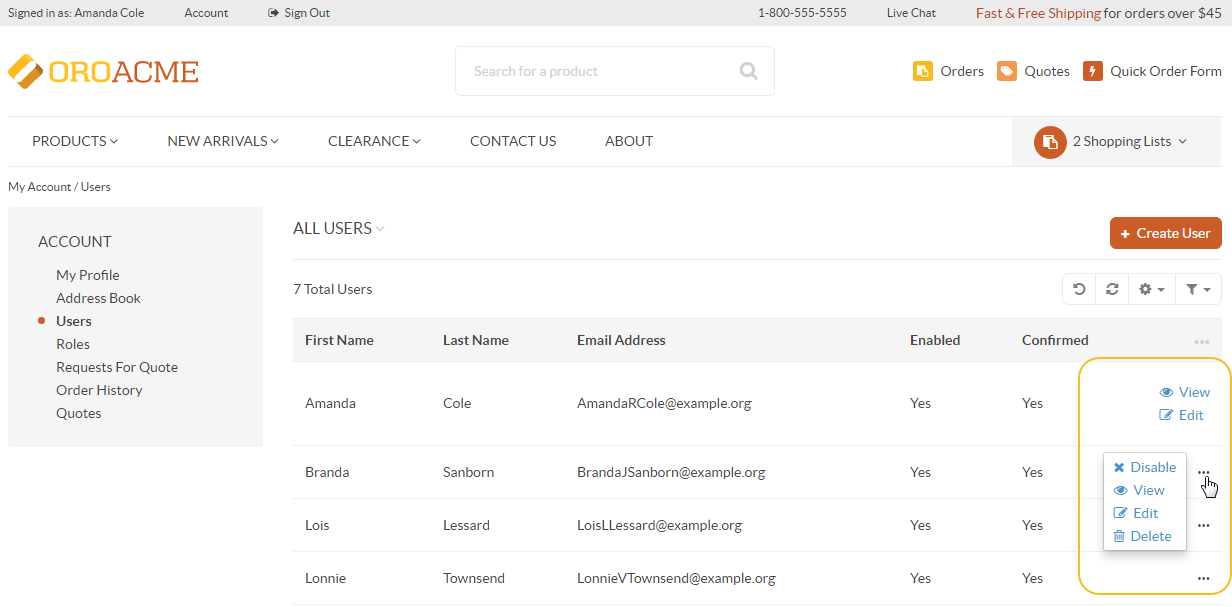 Signed in as: Amanda Cole Account Sign Out 1-800-555-5555 Live Chat Fast & Free Shipping for orders over $45
OROACME Search for a product Orders Quotes Quick Order Form
PRODUCTS NEW ARRIVALS CLEARANCE CONTACT US ABOUT 2 Shopping Lists
My Account / Users
ACCOUNT
My Profile
Address Book
Users
Roles
Requests For Quote
Order History
Quotes
ALL USERS + Create User
7 Total Users
First Name Last Name Email Address Enabled Confirmed ...
Amanda Cole AmandaRCole@example.org Yes Yes View
Edit
Branda Sanborn BrandaJSanborn@example.org Yes Yes ...
Disable
View
Edit
Delete
Lois Lessard LoisLLessard@example.org Yes Yes ...
Lonnie Townsend LonnieVTownsend@example.org Yes Yes ...